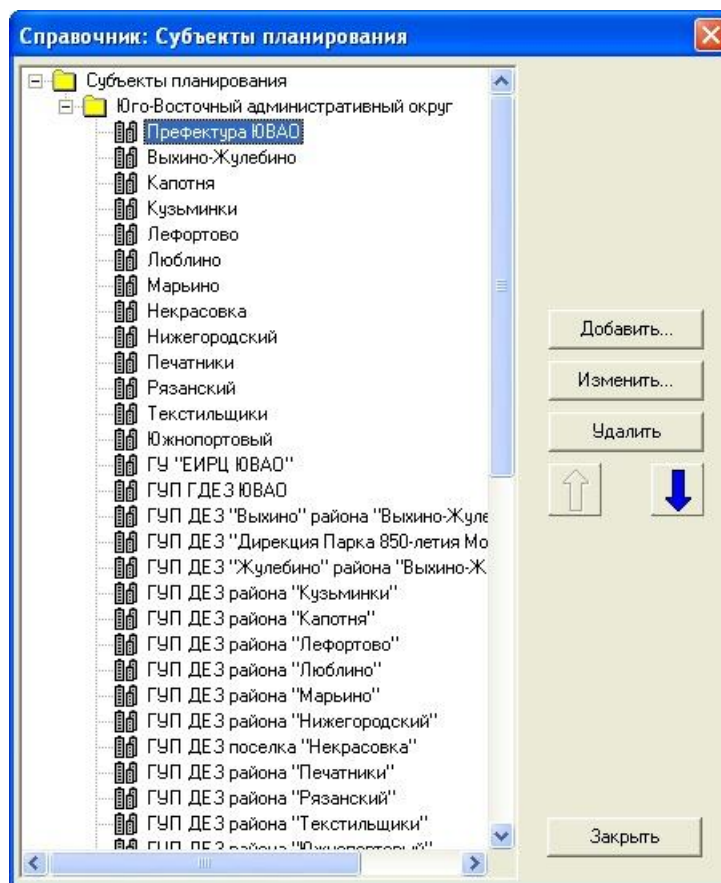 Справочник: Субъекты планирования
Субъекты планирования
Юго-Восточный административный округ
Префектура ЮВАО
Выхино-Жулебино
Капотня
Кузьминки
Лефортово
Люблино
Марьино
Некрасовка
Нижегородский
Печатники
Рязанский
Текстильщики
Южнопортовый
ГУ "ЕИРЦ ЮВАО"
ГУП ГДЕЗ ЮВАО
ГУП ДЕЗ "Выхино" района "Выхино-Жуле
ГУП ДЕЗ "Дирекция Парка 850-летия Мо
ГУП ДЕЗ "Жулебино" района "Выхино-Ж
ГУП ДЕЗ района "Кузьминки"
ГУП ДЕЗ района "Капотня"
ГУП ДЕЗ района "Лефортово"
ГУП ДЕЗ района "Люблино"
ГУП ДЕЗ района "Марьино"
ГУП ДЕЗ района "Нижегородский"
ГУП ДЕЗ поселка "Некрасовка"
ГУП ДЕЗ района "Печатники"
ГУП ДЕЗ района "Рязанский"
ГУП ДЕЗ района "Текстильщики"
ГУП ДЕЗ района "Южнопортовый"
Добавить...
Изменить...
Удалить
Закрыть